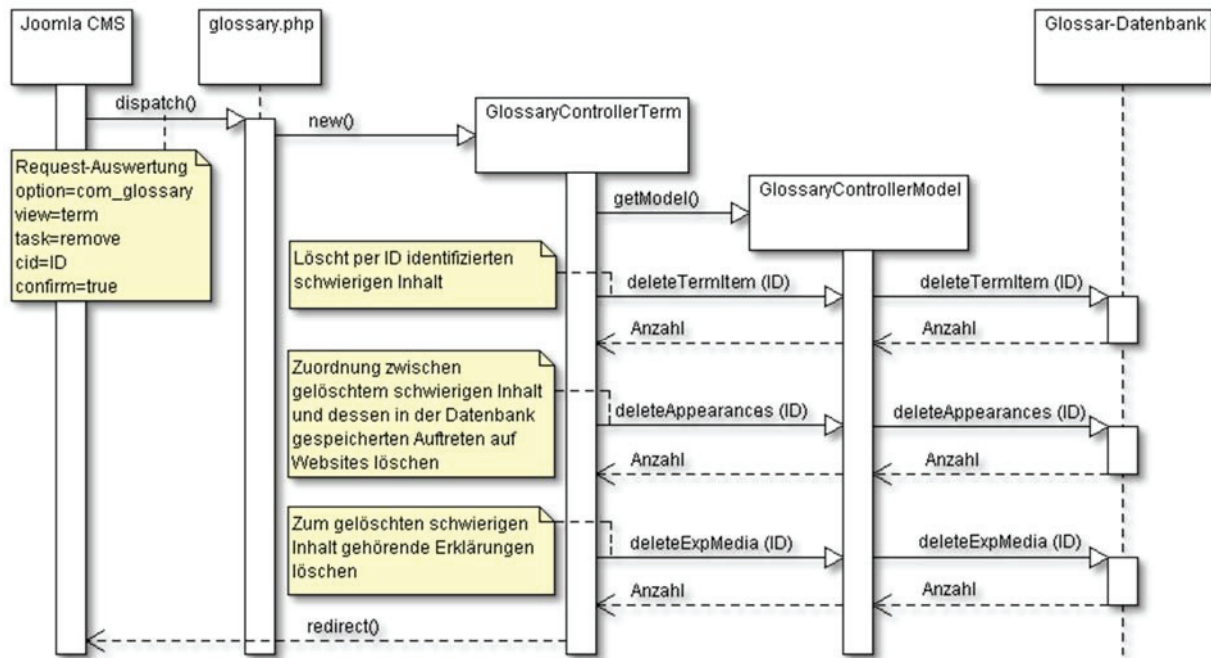 Joomla CMS
glossary.php
Glossar-Datenbank
dispatch()
new()
GlossaryControllerTerm
Request-Auswertung
option=com_glossary
view=term
task=remove
cid=ID
confirm=true
getModel()
GlossaryControllerModel
Löscht per ID identifizierten
schwierigen Inhalt
deleteTermItem (ID)
deleteTermItem (ID)
Anzahl
Anzahl
Zuordnung zwischen
gelöschtem schwierigen Inhalt
und dessen in der Datenbank
gespeicherten Auftreten auf
Websites löschen
deleteAppearances (ID)
deleteAppearances (ID)
Anzahl
Anzahl
Zum gelöschten schwierigen
Inhalt gehörende Erklärungen
löschen
deleteExpMedia (ID)
deleteExpMedia (ID)
Anzahl
Anzahl
redirect()